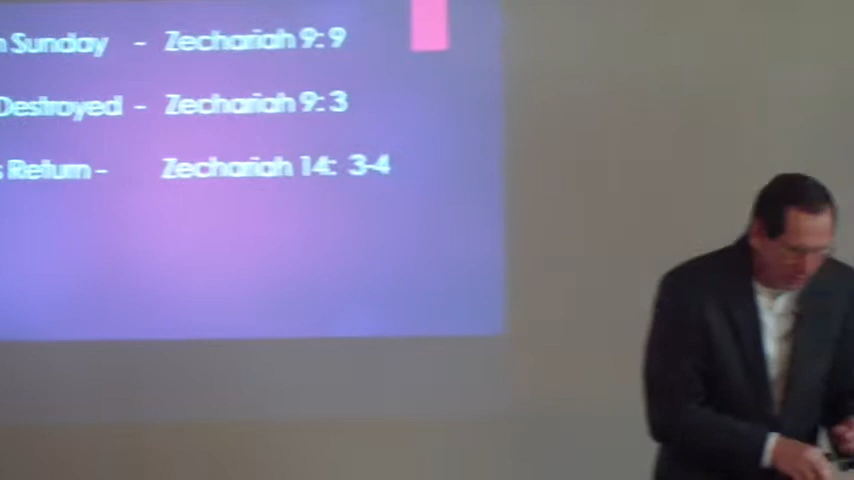 Sunday - Zechariah 9: 9
Destroyed - Zechariah 9: 3
Return - Zechariah 14: 3-4